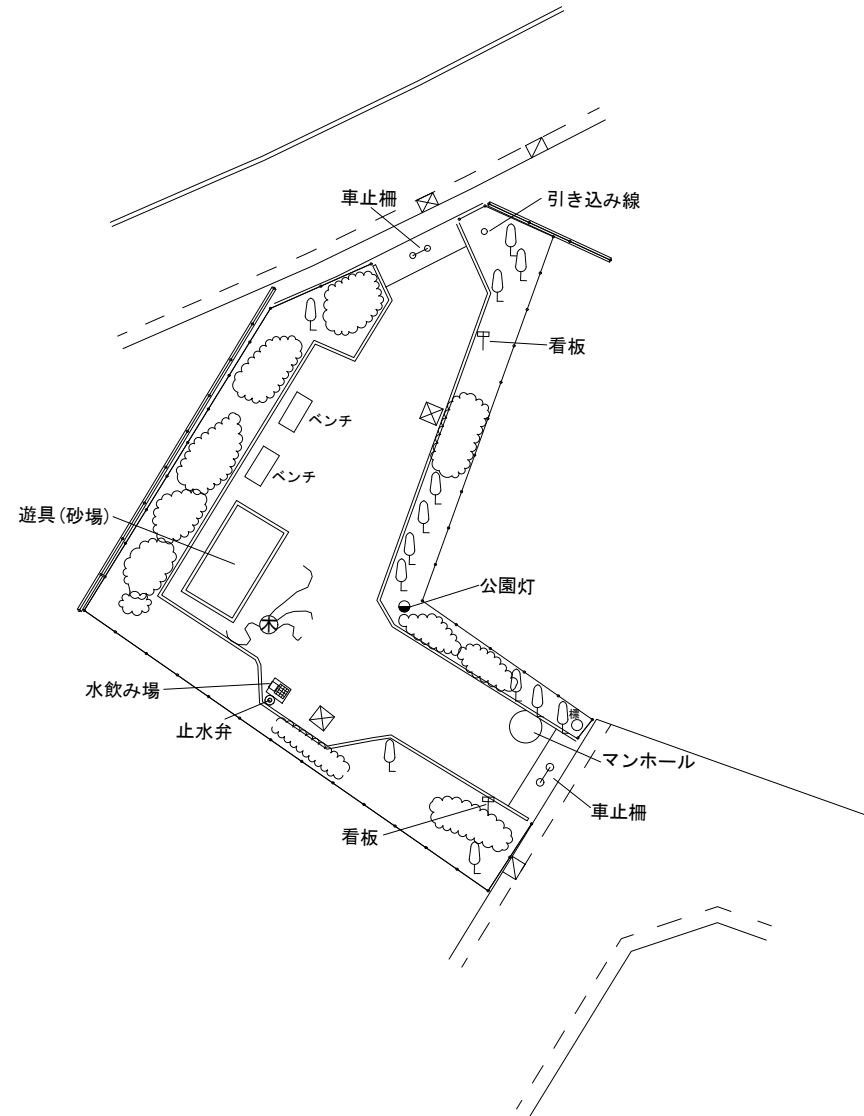 車止柵
引き込み線
看板
ベンチ
ベンチ
遊具(砂場)
公園灯
木
水飲み場
止水弁
マンホール
車止柵
看板